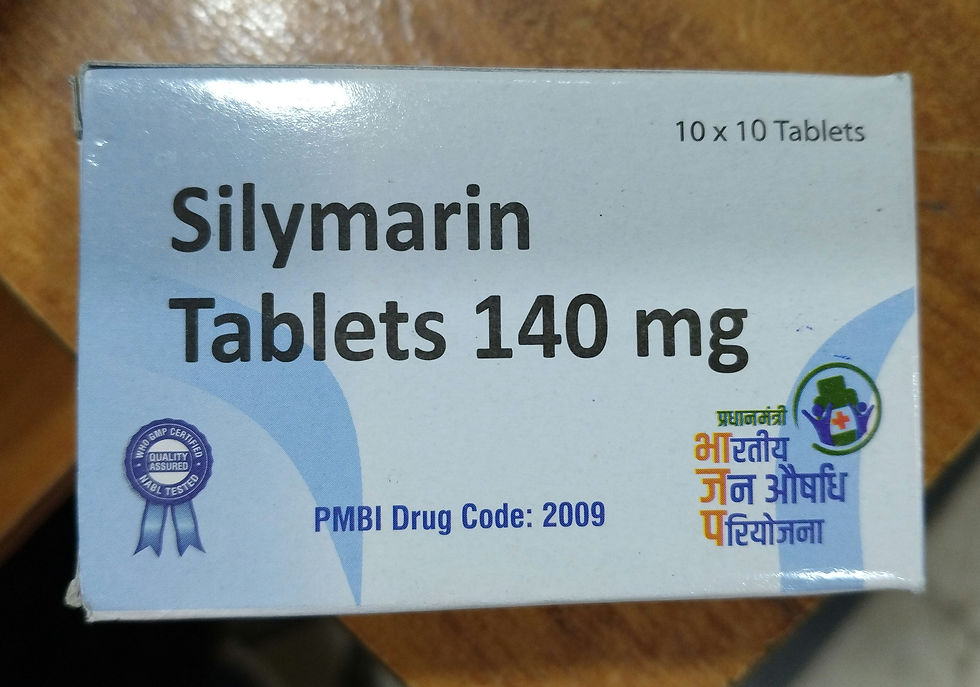 10 x 10 Tablets
Silymarin
Tablets 140 mg
WHO GMP CERTIFIED
QUALITY
ASSURED
NABL TESTED
PMBI Drug Code: 2009
प्रधानमंत्री
भारतीय
जन औषधि
परियोजना